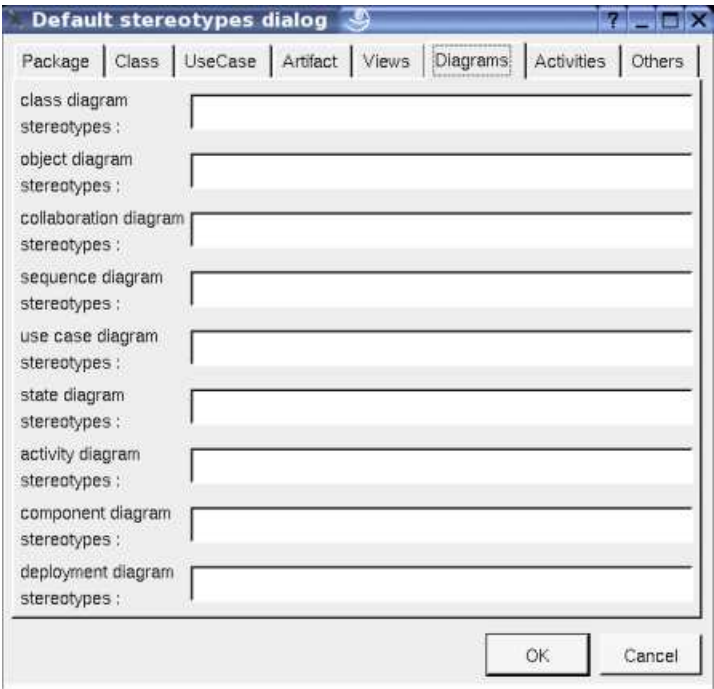 Default stereotypes dialog
Package Class UseCase Artifact Views Diagrams Activities Others
class diagram
stereotypes :
object diagram
stereotypes :
collaboration diagram
stereotypes :
sequence diagram
stereotypes :
use case diagram
stereotypes :
state diagram
stereotypes :
activity diagram
stereotypes :
component diagram
stereotypes :
deployment diagram
stereotypes :
OK Cancel